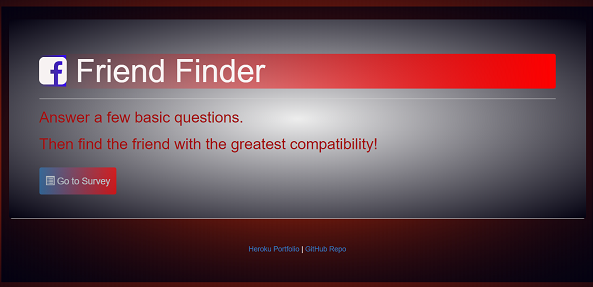 Friend Finder
Answer a few basic questions.
Then find the friend with the greatest compatibility!
Go to Survey
Heroku Portfolio | GitHub Repo